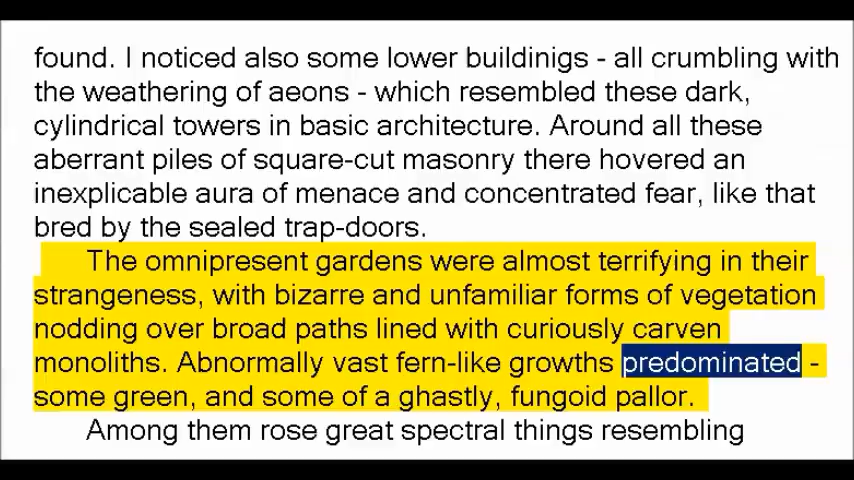 found. I noticed also some lower buildinigs - all crumbling with
the weathering of aeons - which resembled these dark,
cylindrical towers in basic architecture. Around all these
aberrant piles of square-cut masonry there hovered an
inexplicable aura of menace and concentrated fear, like that
bred by the sealed trap-doors.
The omnipresent gardens were almost terrifying in their
strangeness, with bizarre and unfamiliar forms of vegetation
nodding over broad paths lined with curiously carven
monoliths. Abnormally vast fern-like growths predominated -
some green, and some of a ghastly, fungoid pallor.
Among them rose great spectral things resembling